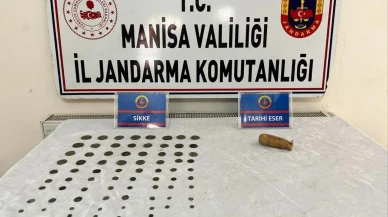 T.C.
MANİSA VALİLİĞİ
İL JANDARMA KOMUTANLIĞI
SİKKE
TARİHİ ESER